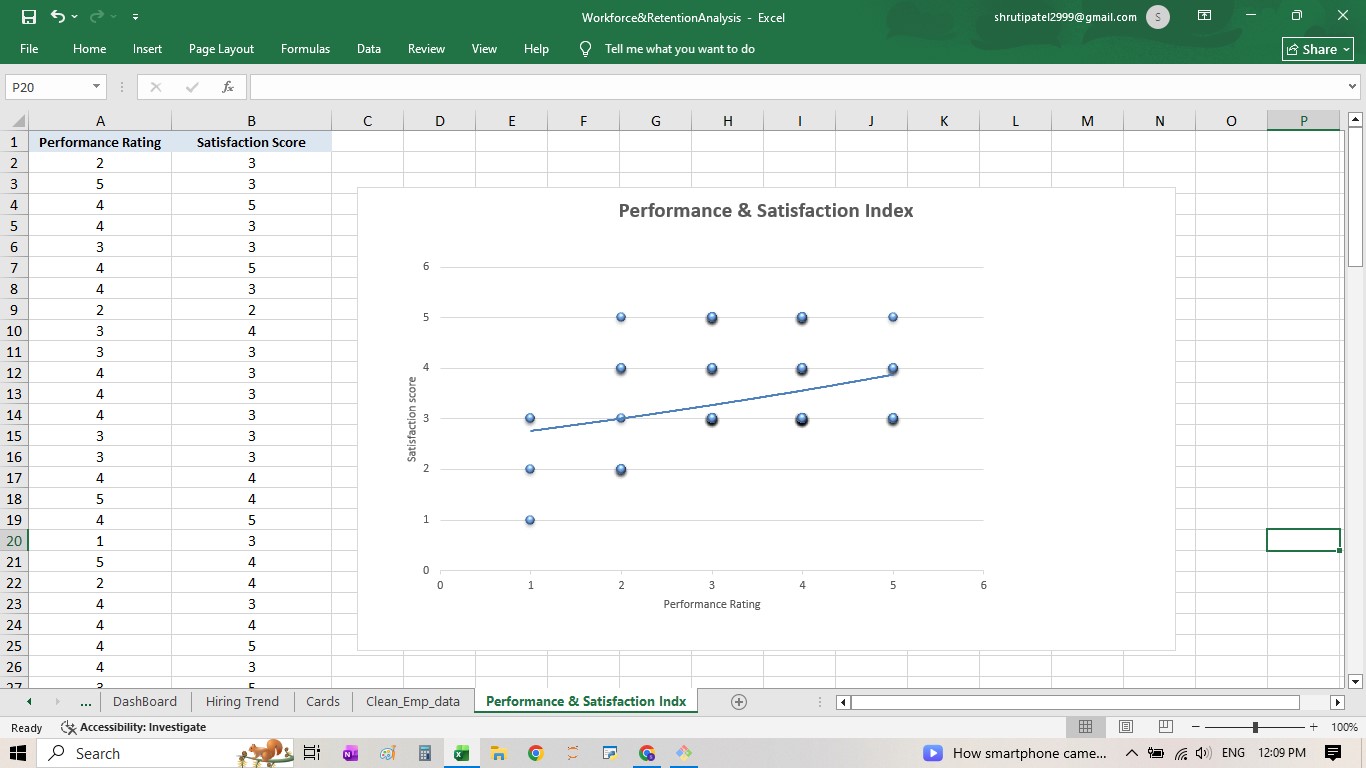 Workforce&RetentionAnalysis - Excel
shrutipatel2999@gmail.com S
File Home Insert Page Layout Formulas Data Review View Help Tell me what you want to do Share
P20 fx
A B C D E F G H I J K L M N O P
1 Performance Rating Satisfaction Score
2 2 3
3 5 3
4 4 5
5 4 3
6 3 3
7 4 5
8 4 3
9 2 2
10 3 4
11 3 3
12 4 3
13 4 3
14 4 3
15 3 3
16 3 3
17 4 4
18 5 4
19 4 5
20 1 3
21 5 4
22 2 4
23 4 3
24 4 4
25 4 5
26 4 3
Performance & Satisfaction Index
6
5
4
3
2
1
0
Satisfaction score
0 1 2 3 4 5 6
Performance Rating
... DashBoard Hiring Trend Cards Clean_Emp_data Performance & Satisfaction Indx
Ready Accessibility: Investigate 100%
Search How smartphone came... ENG 12:09 PM